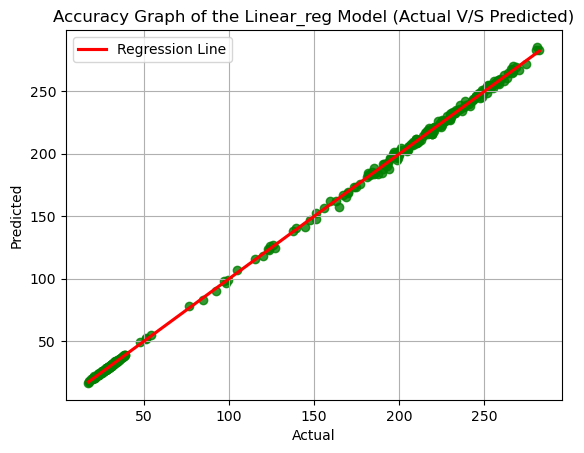 Accuracy Graph of the Linear_reg Model (Actual V/S Predicted)
Regression Line
250
200
150
100
50
Predicted
50 100 150 200 250
Actual